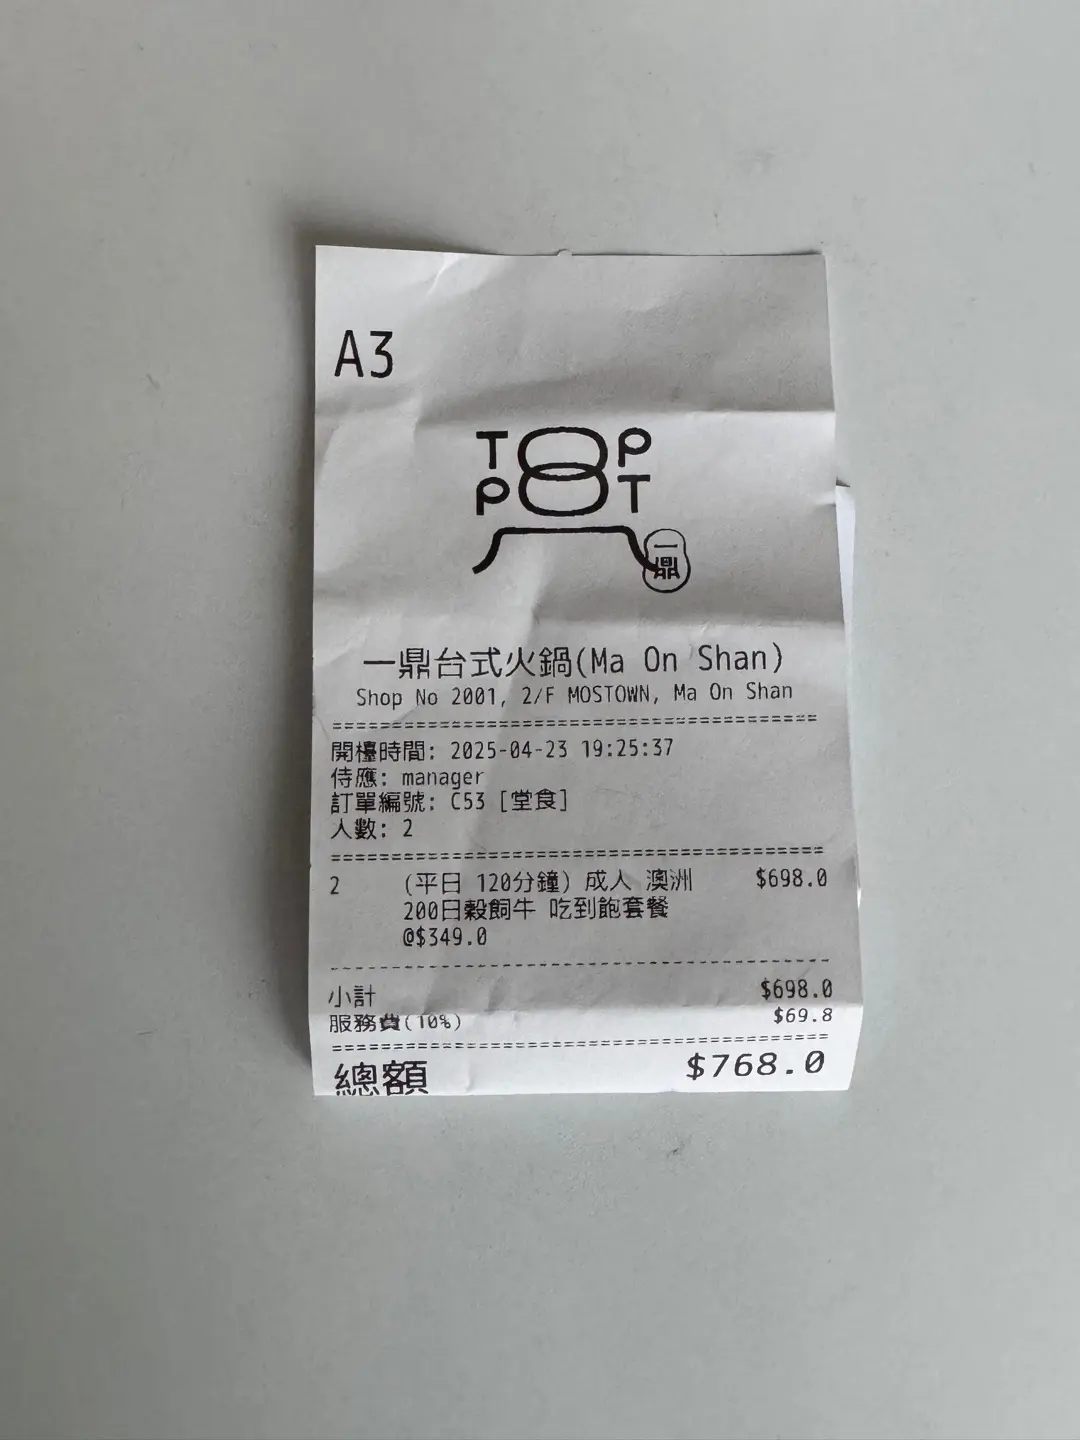 A3
TOP
POT
一鼎
一鼎台式火鍋(Ma On Shan)
Shop No 2001, 2/F MOSTOWN, Ma On Shan
開檯時間: 2025-04-23 19:25:37
侍應: manager
訂單編號: C53 [堂食]
人數: 2
2 (平日 120分鐘) 成人 澳洲 $698.0
200日穀飼牛 吃到飽套餐
@$349.0
小計 $698.0
服務費(10%) $69.8
總額 $768.0